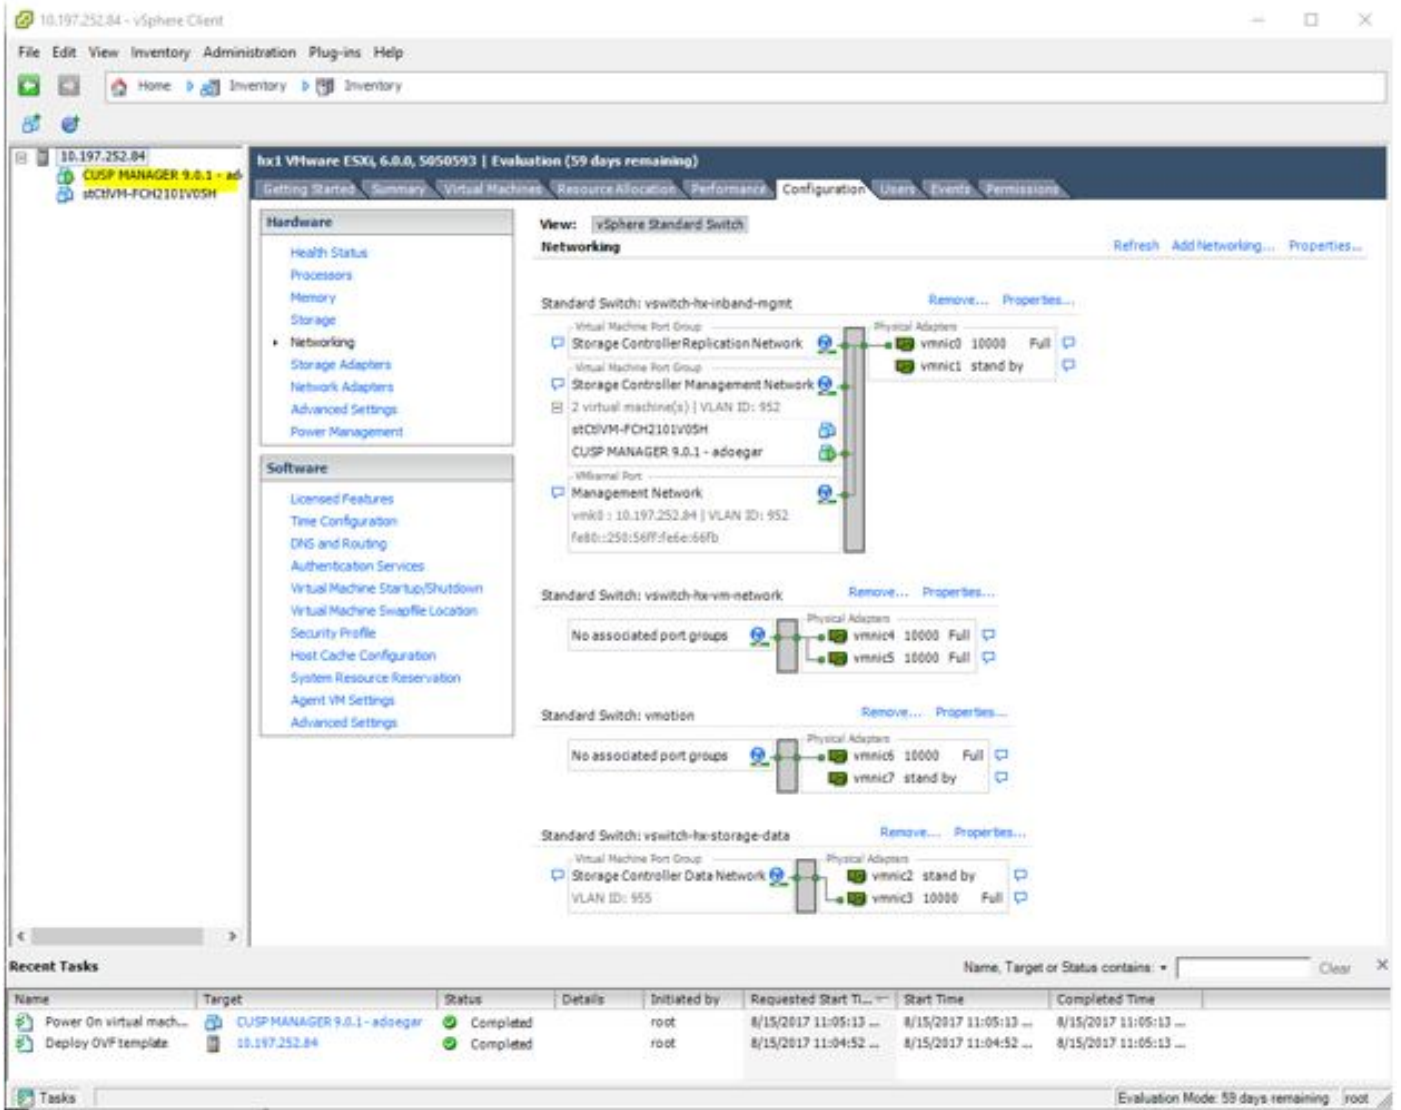 10.197.252.84 - vSphere Client
File Edit View Inventory Administration Plug-ins Help
Home Inventory Inventory
10.197.252.84
CUSP MANAGER 9.0.1 - ado
stCtlVM-FCH2101V0SH
hx1 VMware ESXi, 6.0.0, 5050593 | Evaluation (59 days remaining)
Getting Started Summary Virtual Machines Resource Allocation Performance Configuration Users Events Permissions
Hardware
Health Status
Processors
Memory
Storage
Networking
Storage Adapters
Network Adapters
Advanced Settings
Power Management
Software
Licensed Features
Time Configuration
DNS and Routing
Authentication Services
Virtual Machine Startup/Shutdown
Virtual Machine Swapfile Location
Security Profile
Host Cache Configuration
System Resource Reservation
Agent VM Settings
Advanced Settings
View: vSphere Standard Switch
Networking
Refresh Add Networking... Properties...
Standard Switch: vswitch-hx-inband-mgmt Remove... Properties...
Virtual Machine Port Group Physical Adapters
Storage Controller Replication Network vmnic0 10000 Full
Virtual Machine Port Group vmnic1 stand by
Storage Controller Management Network
2 virtual machine(s) | VLAN ID: 952
stCtlVM-FCH2101V0SH
CUSP MANAGER 9.0.1 - adoegar
VMkernel Port
Management Network
vmk0 : 10.197.252.84 | VLAN ID: 952
fe80::250:56ff:fe6e:66fb
Standard Switch: vswitch-hx-vm-network Remove... Properties...
Physical Adapters
No associated port groups vmnic4 10000 Full
vmnic5 10000 Full
Standard Switch: vmotion Remove... Properties...
Physical Adapters
No associated port groups vmnic6 10000 Full
vmnic7 stand by
Standard Switch: vswitch-hx-storage-data Remove... Properties...
Virtual Machine Port Group Physical Adapters
Storage Controller Data Network vmnic2 stand by
VLAN ID: 955 vmnic3 10000 Full
Recent Tasks Name, Target or Status contains: Clear
Name Target Status Details Initiated by Requested Start Ti... Start Time Completed Time
Power On virtual mach... CUSP MANAGER 9.0.1 - adoegar Completed root 8/15/2017 11:05:13 ... 8/15/2017 11:05:13 ... 8/15/2017 11:05:13 ...
Deploy OVF template 10.197.252.84 Completed root 8/15/2017 11:04:52 ... 8/15/2017 11:04:52 ... 8/15/2017 11:05:13 ...
Tasks Evaluation Mode: 59 days remaining root